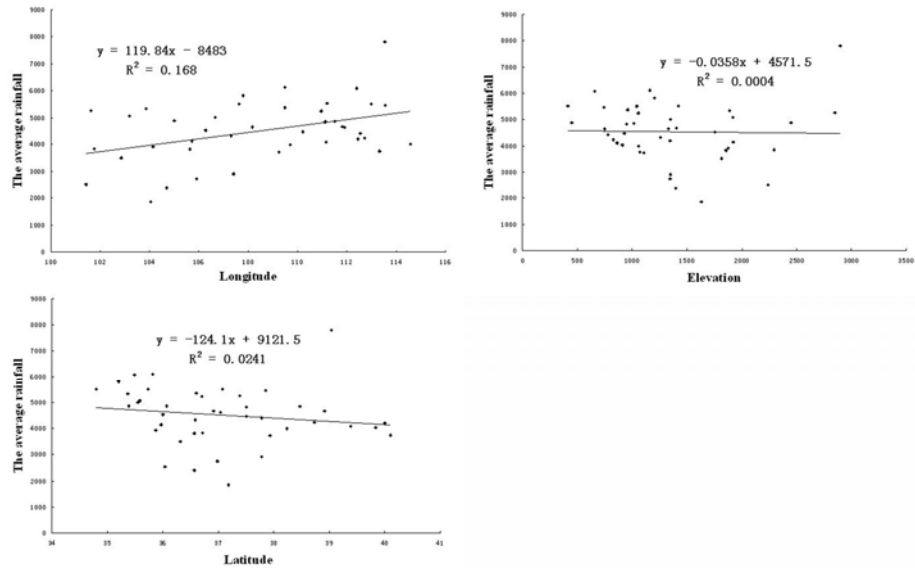 y = 119.84x - 8483
R² = 0.168
The average rainfall
9000
8000
7000
6000
5000
4000
3000
2000
1000
0
100 102 104 106 108 110 112 114 116
Longitude
y = -0.0358x + 4571.5
R² = 0.0004
The average rainfall
9000
8000
7000
6000
5000
4000
3000
2000
1000
0
0 500 1000 1500 2000 2500 3000 3500
Elevation
y = -124.1x + 9121.5
R² = 0.0241
The average rainfall
9000
8000
7000
6000
5000
4000
3000
2000
1000
0
34 35 36 37 38 39 40 41
Latitude